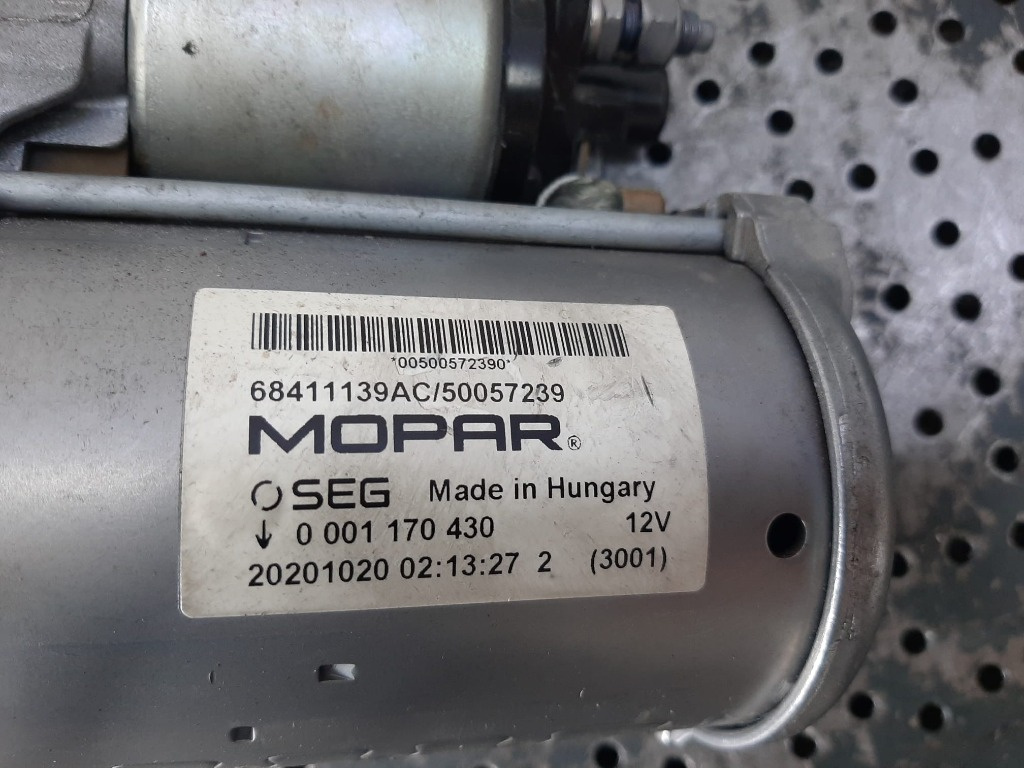 *00500572390*
68411139AC/50057239
MOPAR®
SEG Made in Hungary
↓ 0 001 170 430 12V
20201020 02:13:27 2 (3001)